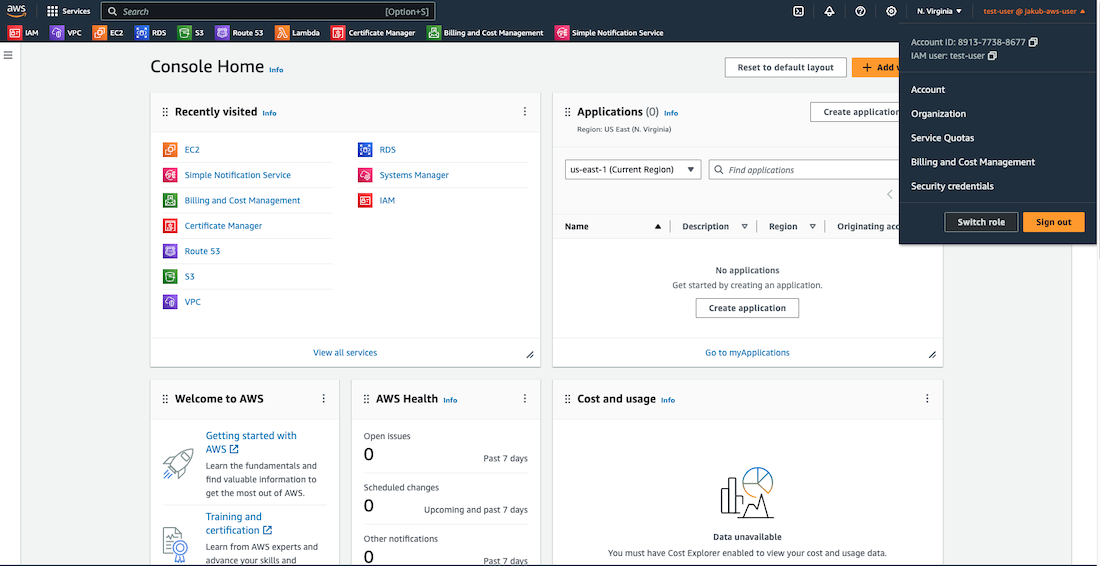 aws
Services
Search
[Option+S]
N. Virginia
test-user @ jakub-aws-user
IAM
VPC
EC2
RDS
S3
Route 53
Lambda
Certificate Manager
Billing and Cost Management
Simple Notification Service
Account ID: 8913-7738-8677
IAM user: test-user
Account
Organization
Service Quotas
Billing and Cost Management
Security credentials
Switch role
Sign out
Console Home Info
Reset to default layout
+ Add
Recently visited Info
EC2
Simple Notification Service
Billing and Cost Management
Certificate Manager
Route 53
S3
VPC
RDS
Systems Manager
IAM
View all services
Applications (0) Info
Region: US East (N. Virginia)
Create application
us-east-1 (Current Region)
Find applications
Name
Description
Region
Originating
No applications
Get started by creating an application.
Create application
Go to myApplications
Welcome to AWS
Getting started with
AWS
Learn the fundamentals and
find valuable information to
get the most out of AWS.
Training and
certification
Learn from AWS experts and
advance your skills and
AWS Health Info
Open issues
0
Past 7 days
Scheduled changes
0
Upcoming and past 7 days
Other notifications
0
Past 7 days
Cost and usage Info
Data unavailable
You must have Cost Explorer enabled to view your cost and usage data.